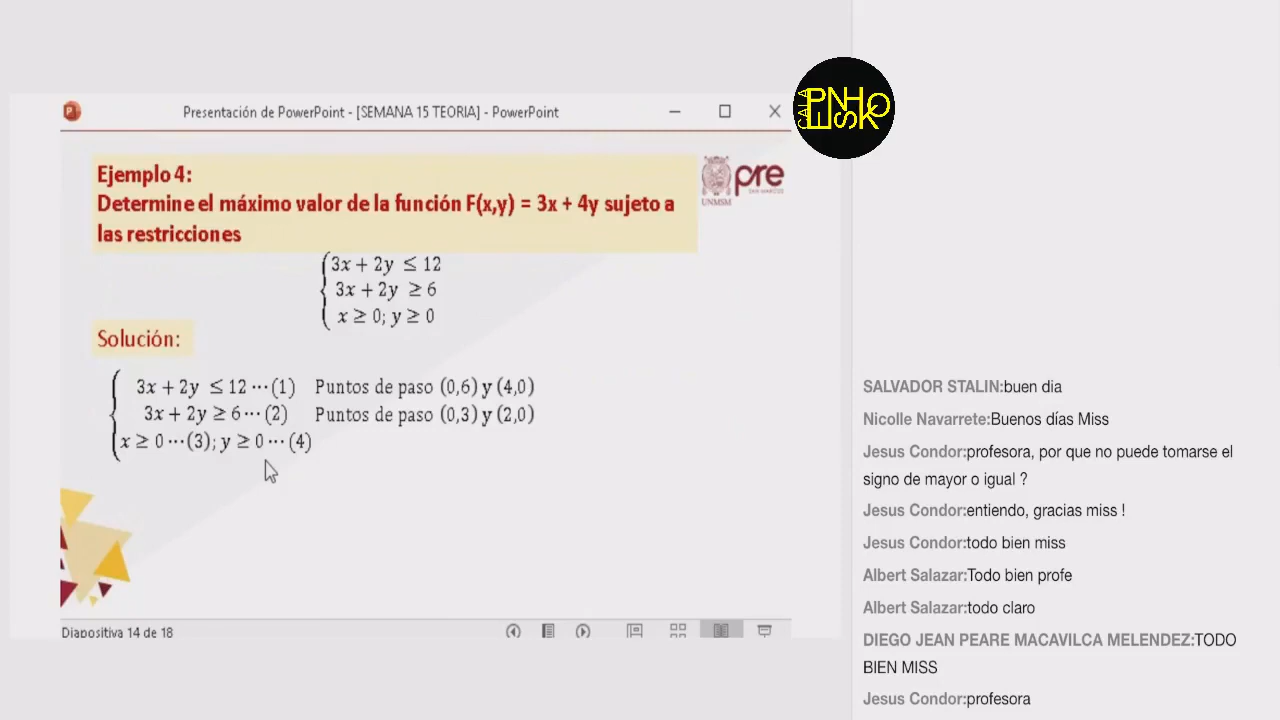 Presentación de PowerPoint - [SEMANA 15 TEORIA] - PowerPoint
CALA
PNHO
ESK
Ejemplo 4:
Determine el máximo valor de la función F(x,y) = 3x + 4y sujeto a
las restricciones
pre
SAN MARCOS
UNMSM
3x + 2y ≤ 12
3x + 2y ≥ 6
x ≥ 0; y ≥ 0
Solución:
3x + 2y ≤ 12 ⋯ (1) Puntos de paso (0,6) y (4,0)
3x + 2y ≥ 6 ⋯ (2) Puntos de paso (0,3) y (2,0)
x ≥ 0 ⋯ (3); y ≥ 0 ⋯ (4)
Diapositiva 14 de 18
SALVADOR STALIN:buen dia
Nicolle Navarrete:Buenos días Miss
Jesus Condor:profesora, por que no puede tomarse el
signo de mayor o igual ?
Jesus Condor:entiendo, gracias miss !
Jesus Condor:todo bien miss
Albert Salazar:Todo bien profe
Albert Salazar:todo claro
DIEGO JEAN PEARE MACAVILCA MELENDEZ:TODO
BIEN MISS
Jesus Condor:profesora